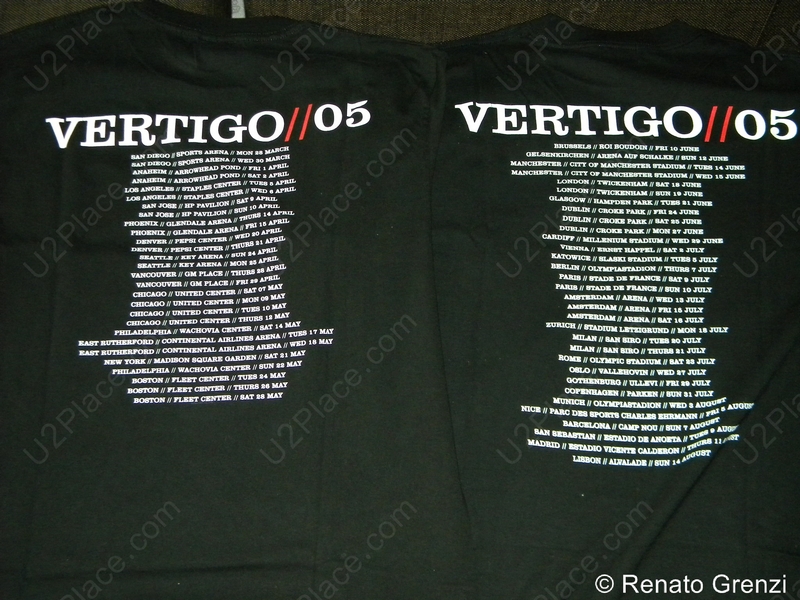 VERTIGO//05
SAN DIEGO // SPORTS ARENA // MON 28 MARCH
SAN DIEGO // SPORTS ARENA // WED 30 MARCH
ANAHEIM // ARROWHEAD POND // FRI 1 APRIL
ANAHEIM // ARROWHEAD POND // SAT 2 APRIL
LOS ANGELES // STAPLES CENTER // TUES 5 APRIL
LOS ANGELES // STAPLES CENTER // WED 6 APRIL
SAN JOSE // HP PAVILION // SAT 9 APRIL
SAN JOSE // HP PAVILION // SUN 10 APRIL
PHOENIX // GLENDALE ARENA // THURS 14 APRIL
PHOENIX // GLENDALE ARENA // FRI 15 APRIL
DENVER // PEPSI CENTER // WED 20 APRIL
DENVER // PEPSI CENTER // THURS 21 APRIL
SEATTLE // KEY ARENA // SUN 24 APRIL
SEATTLE // KEY ARENA // MON 25 APRIL
VANCOUVER // GM PLACE // THURS 28 APRIL
VANCOUVER // GM PLACE // FRI 29 APRIL
CHICAGO // UNITED CENTER // SAT 07 MAY
CHICAGO // UNITED CENTER // MON 09 MAY
CHICAGO // UNITED CENTER // TUES 10 MAY
CHICAGO // UNITED CENTER // THURS 12 MAY
PHILADELPHIA // WACHOVIA CENTER // SAT 14 MAY
EAST RUTHERFORD // CONTINENTAL AIRLINES ARENA // TUES 17 MAY
EAST RUTHERFORD // CONTINENTAL AIRLINES ARENA // WED 18 MAY
NEW YORK // MADISON SQUARE GARDEN // SAT 21 MAY
PHILADELPHIA // WACHOVIA CENTER // SUN 22 MAY
BOSTON // FLEET CENTER // TUES 24 MAY
BOSTON // FLEET CENTER // THURS 26 MAY
BOSTON // FLEET CENTER // SAT 28 MAY
VERTIGO//05
BRUSSELS // ROI BOUDOIN // FRI 10 JUNE
GELSENKIRCHEN // ARENA AUF SCHALKE // SUN 12 JUNE
MANCHESTER // CITY OF MANCHESTER STADIUM // TUES 14 JUNE
MANCHESTER // CITY OF MANCHESTER STADIUM // WED 15 JUNE
LONDON // TWICKENHAM // SAT 18 JUNE
LONDON // TWICKENHAM // SUN 19 JUNE
GLASGOW // HAMPDEN PARK // TUES 21 JUNE
DUBLIN // CROKE PARK // FRI 24 JUNE
DUBLIN // CROKE PARK // SAT 25 JUNE
DUBLIN // CROKE PARK // MON 27 JUNE
CARDIFF // MILLENIUM STADIUM // WED 29 JUNE
VIENNA // ERNST HAPPEL // SAT 2 JULY
KATOWICE // SLASKI STADIUM // TUES 5 JULY
BERLIN // OLYMPIASTADION // THURS 7 JULY
PARIS // STADE DE FRANCE // SAT 9 JULY
PARIS // STADE DE FRANCE // SUN 10 JULY
AMSTERDAM // ARENA // WED 13 JULY
AMSTERDAM // ARENA // FRI 15 JULY
AMSTERDAM // ARENA // SAT 16 JULY
ZURICH // STADIUM LETZIGRUND // MON 18 JULY
MILAN // SAN SIRO // TUES 20 JULY
MILAN // SAN SIRO // THURS 21 JULY
ROME // OLYMPIC STADIUM // SAT 23 JULY
OSLO // VALLEHOVIN // WED 27 JULY
GOTHENBURG // ULLEVI // FRI 29 JULY
COPENHAGEN // PARKEN // SUN 31 JULY
MUNICH // OLYMPIASTADION // WED 3 AUGUST
NICE // PARC DES SPORTS CHARLES EHRMANN // FRI 5 AUGUST
BARCELONA // CAMP NOU // SUN 7 AUGUST
SAN SEBASTIAN // ESTADIO DE ANOETA // TUES 9 AUGUST
MADRID // ESTADIO VICENTE CALDERON // THURS 11
LISBON // ALVALADE // SUN 14 AUGUST
U2Place.com
© Renato Grenzi